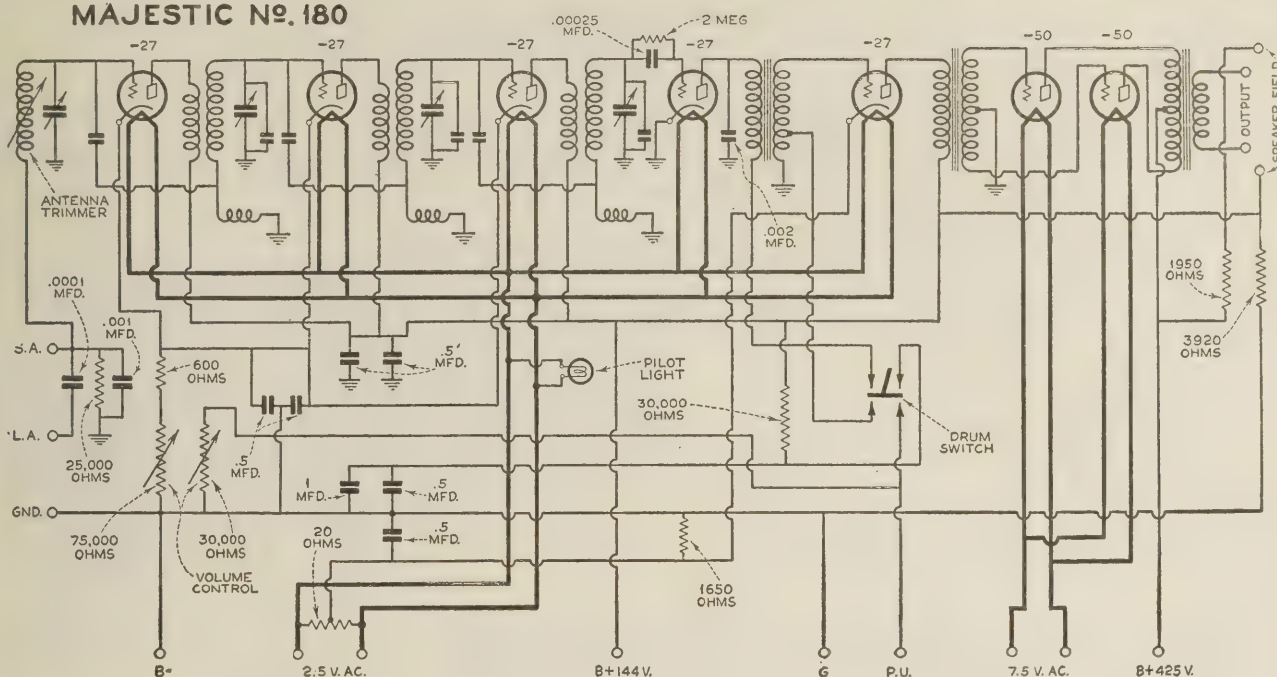 MAJESTIC Nº. 180
-27
-27
-27
.00025 MFD.
2 MEG
-27
-27
-50
-50
OUTPUT
SPEAKER FIELD
ANTENNA TRIMMER
.002 MFD.
.0001 MFD.
.001 MFD.
S.A.
L.A.
GND.
25,000 OHMS
600 OHMS
75,000 OHMS
30,000 OHMS
VOLUME CONTROL
.5 MFD.
.5
1 MFD.
.5 MFD.
.5 MFD.
20 OHMS
PILOT LIGHT
30,000 OHMS
DRUM SWITCH
1650 OHMS
1950 OHMS
3920 OHMS
B-
2.5 V. AC.
B+144 V.
G
P.U.
7.5 V. AC.
B+425 V.